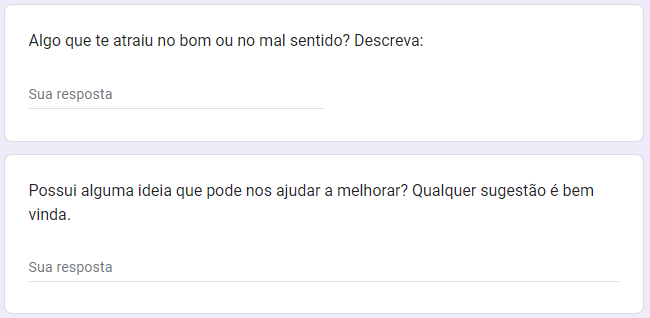 Algo que te atraiu no bom ou no mal sentido? Descreva:
Sua resposta
Possui alguma ideia que pode nos ajudar a melhorar? Qualquer sugestão é bem
vinda.
Sua resposta